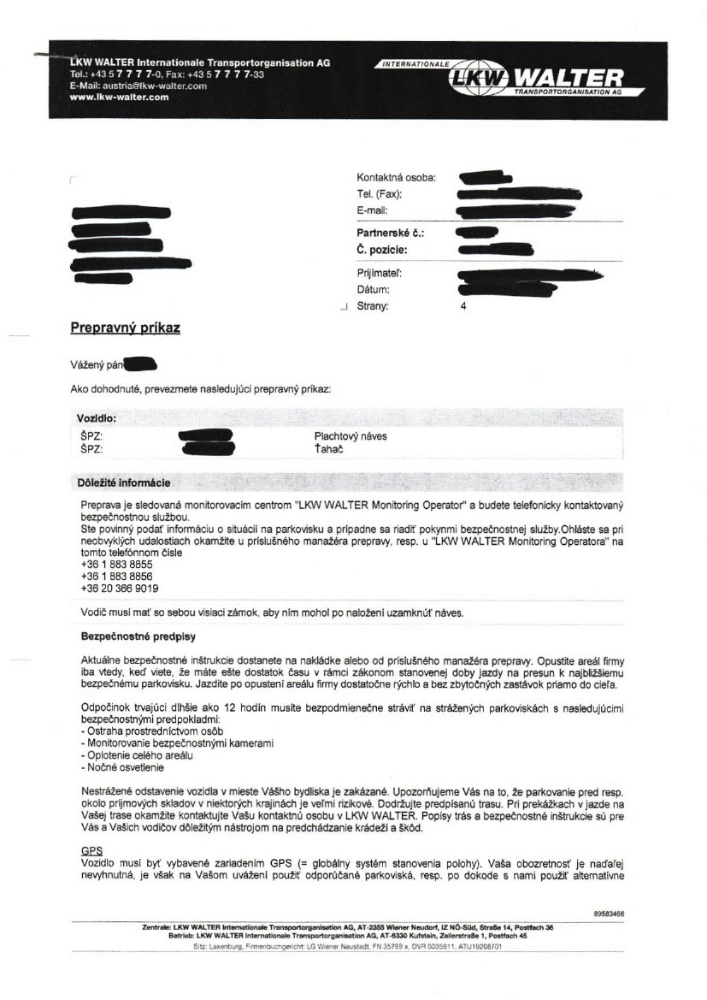 LKW WALTER Internationale Transportorganisation AG
Tel.: +43 5 7 7 7 7-0, Fax: +43 5 7 7 7 7-33
E-Mail: austria@lkw-walter.com
www.lkw-walter.com
INTERNATIONALE
LKW WALTER
TRANSPORTORGANISATION AG
Kontaktná osoba:
Tel. (Fax):
E-mail:
Partnerské č.:
Č. pozície:
Prijímateľ:
Dátum:
Strany: 4
Prepravný príkaz
Vážený pán
Ako dohodnuté, prevezmete nasledujúci prepravný príkaz:
Vozidlo:
ŠPZ: Plachtový náves
ŠPZ: Ťahač
Dôležité informácie
Preprava je sledovaná monitorovacím centrom "LKW WALTER Monitoring Operator" a budete telefonicky kontaktovaný
bezpečnostnou službou.
Ste povinný podať informáciu o situácii na parkovisku a prípadne sa riadiť pokynmi bezpečnostnej služby.Ohláste sa pri
neobvyklých udalostiach okamžite u príslušného manažéra prepravy, resp. u "LKW WALTER Monitoring Operatora" na
tomto telefónnom čísle
+36 1 883 8855
+36 1 883 8856
+36 20 366 9019
Vodič musí mať so sebou visiaci zámok, aby ním mohol po naložení uzamknúť náves.
Bezpečnostné predpisy
Aktuálne bezpečnostné inštrukcie dostanete na nakládke alebo od príslušného manažéra prepravy. Opustite areál firmy
iba vtedy, keď viete, že máte ešte dostatok času v rámci zákonom stanovenej doby jazdy na presun k najbližšiemu
bezpečnému parkovisku. Jazdite po opustení areálu firmy dostatočne rýchlo a bez zbytočných zastávok priamo do cieľa.
Odpočinok trvajúci dlhšie ako 12 hodín musíte bezpodmienečne stráviť na strážených parkoviskách s nasledujúcimi
bezpečnostnými predpokladmi:
- Ostraha prostredníctvom osôb
- Monitorovanie bezpečnostnými kamerami
- Oplotenie celého areálu
- Nočné osvetlenie
Nestrážené odstavenie vozidla v mieste Vášho bydliska je zakázané. Upozorňujeme Vás na to, že parkovanie pred resp.
okolo príjmových skladov v niektorých krajinách je veľmi rizikové. Dodržujte predpísanú trasu. Pri prekážkach v jazde na
Vašej trase okamžite kontaktujte Vašu kontaktnú osobu v LKW WALTER. Popisy trás a bezpečnostné inštrukcie sú pre
Vás a Vašich vodičov dôležitým nástrojom na predchádzanie krádeží a škôd.
GPS
Vozidlo musí byť vybavené zariadením GPS (= globálny systém stanovenia polohy). Vaša obozretnosť je naďalej
nevyhnutná, je však na Vašom uvážení použiť odporúčané parkoviská, resp. po dokode s nami použiť alternatívne
89583466
Zentrale: LKW WALTER Internationale Transportorganisation AG, AT-2355 Wiener Neudorf, IZ NÖ-Süd, Straße 14, Postfach 36
Betrieb: LKW WALTER Internationale Transportorganisation AG, AT-6330 Kufstein, Zellerstraße 1, Postfach 45
Sitz: Laxenburg, Firmenbuchgericht: LG Wiener Neustadt, FN 35799 x, DVR 0035611, ATU19208701